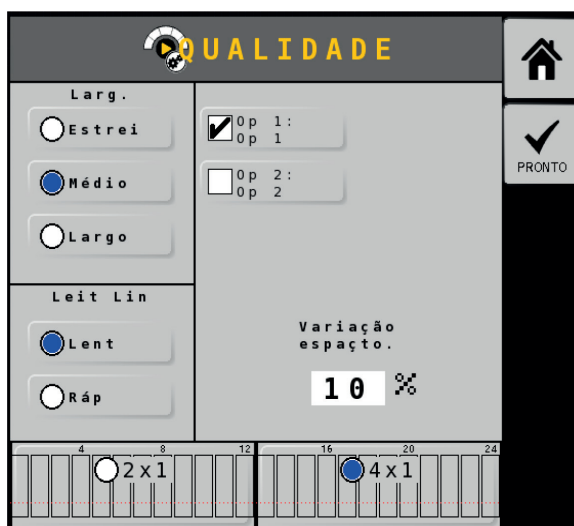 QUALIDADE
PRONTO
Larg.
Estrei
Médio
Largo
Op 1:
Op 1
Op 2:
Op 2
Leit Lin
Lent
Ráp
Variação
espaçto.
10 %
4 8 12 16 20 24
2x1 4x1